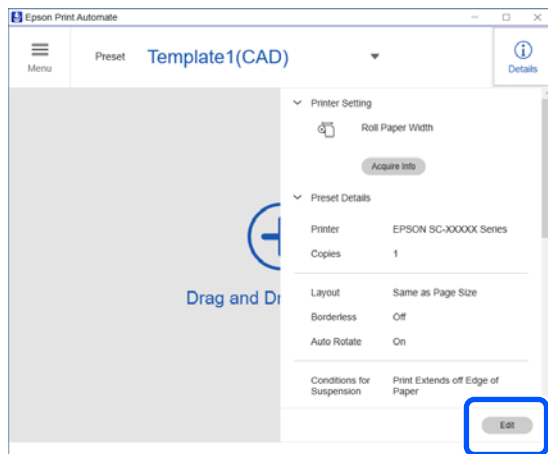 Epson Print Automate
Menu
Preset
Template1(CAD)
Details
Printer Setting
Roll Paper Width
Acquire Info
Preset Details
Printer EPSON SC-XXXXX Series
Copies 1
Layout Same as Page Size
Borderless Off
Auto Rotate On
Conditions for Print Extends off Edge of
Suspension Paper
Drag and Dr
Edit